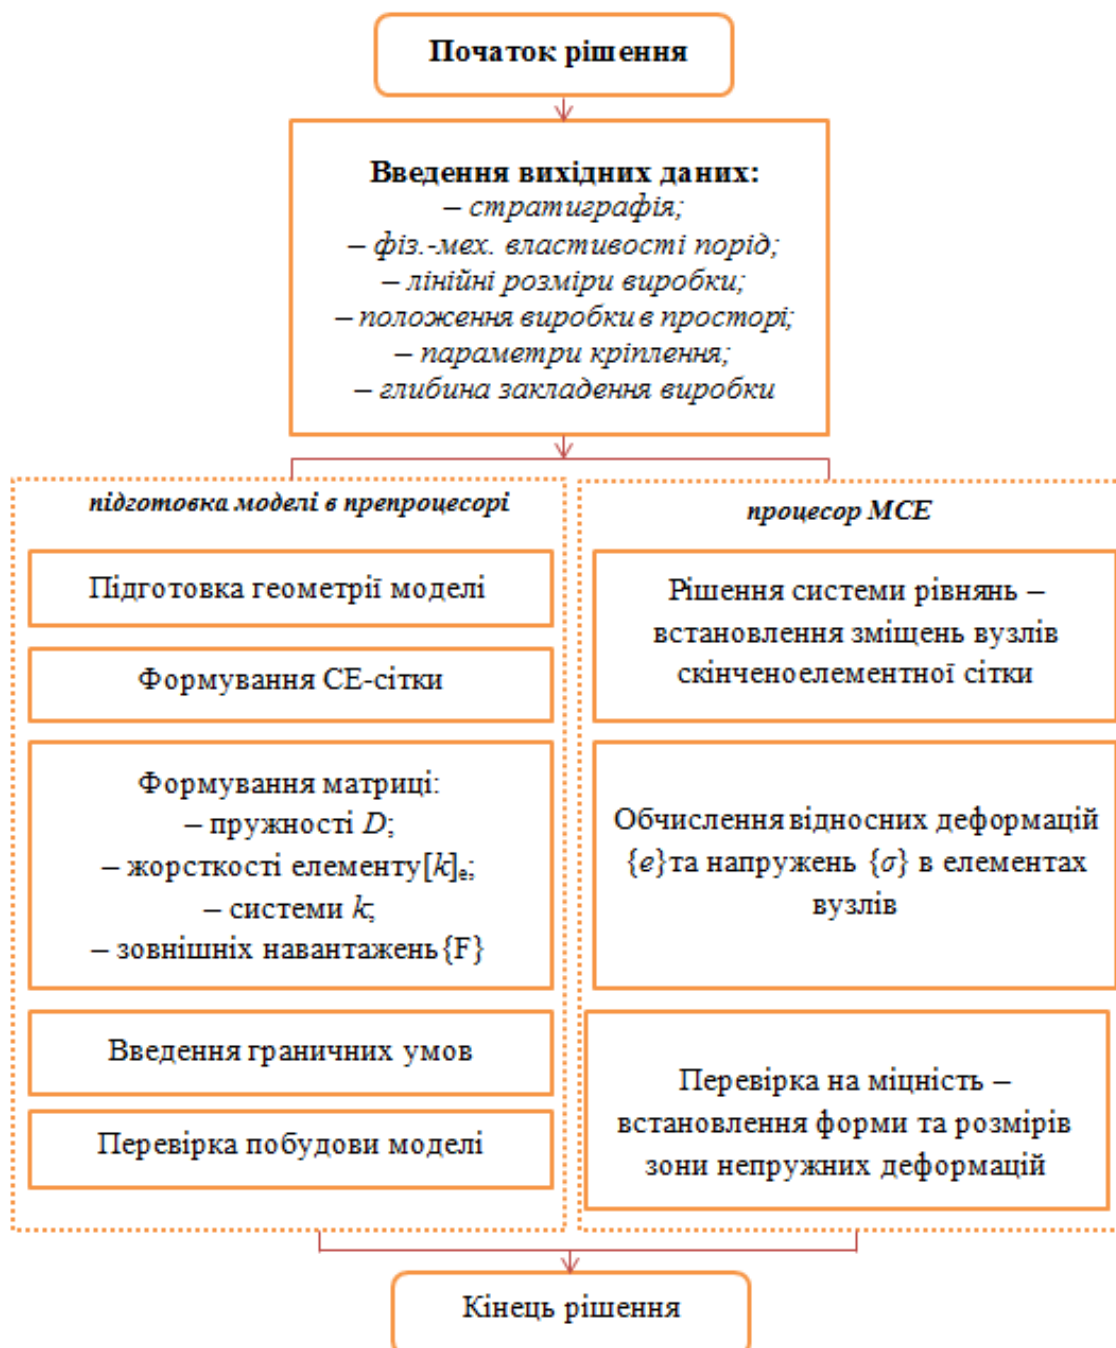 Початок рішення
Введення вихідних даних:
– стратиграфія;
– фіз.-мех. властивості порід;
– лінійні розміри виробки;
– положення виробки в просторі;
– параметри кріплення;
– глибина закладення виробки
підготовка моделі в препроцесорі
Підготовка геометрії моделі
Формування СЕ-сітки
Формування матриці:
– пружності D;
– жорсткості елементу[k]ₑ;
– системи k;
– зовнішніх навантажень{F}
Введення граничних умов
Перевірка побудови моделі
процесор МСЕ
Рішення системи рівнянь –
встановлення зміщень вузлів
скінченоелементної сітки
Обчислення відносних деформацій
{e}та напружень {σ} в елементах
вузлів
Перевірка на міцність –
встановлення форми та розмірів
зони непружних деформацій
Кінець рішення